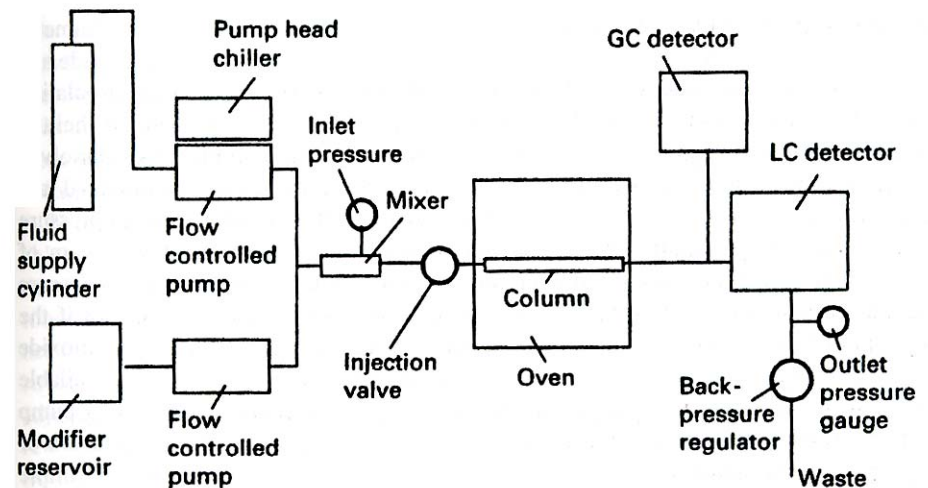 Pump head
chiller
GC detector
Inlet
pressure
LC detector
Mixer
Fluid
supply
cylinder
Flow
controlled
pump
Column
Injection
valve
Oven
Back-
pressure
regulator
Outlet
pressure
gauge
Modifier
reservoir
Flow
controlled
pump
Waste